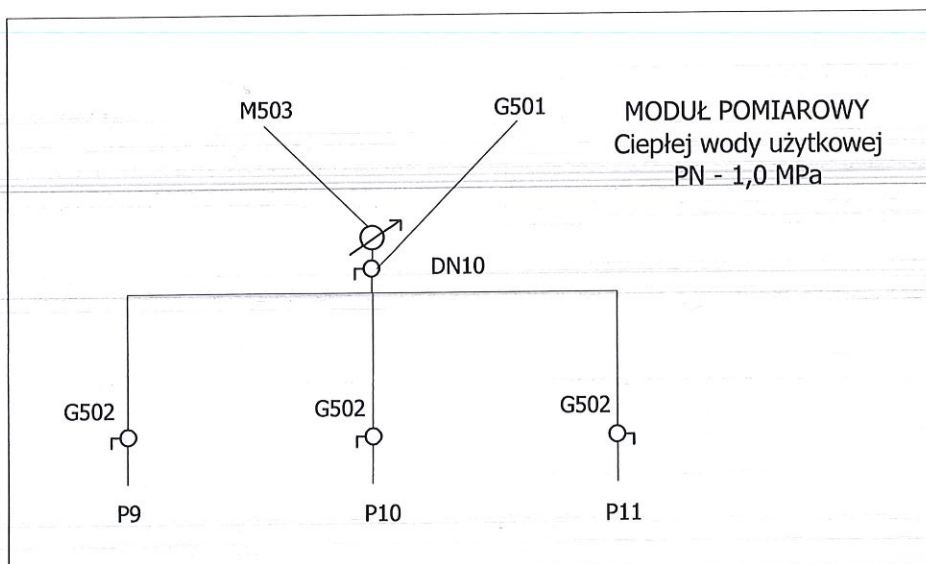 M503
G501
MODUŁ POMIAROWY
Ciepłej wody użytkowej
PN - 1,0 MPa
DN10
G502
G502
G502
P9
P10
P11